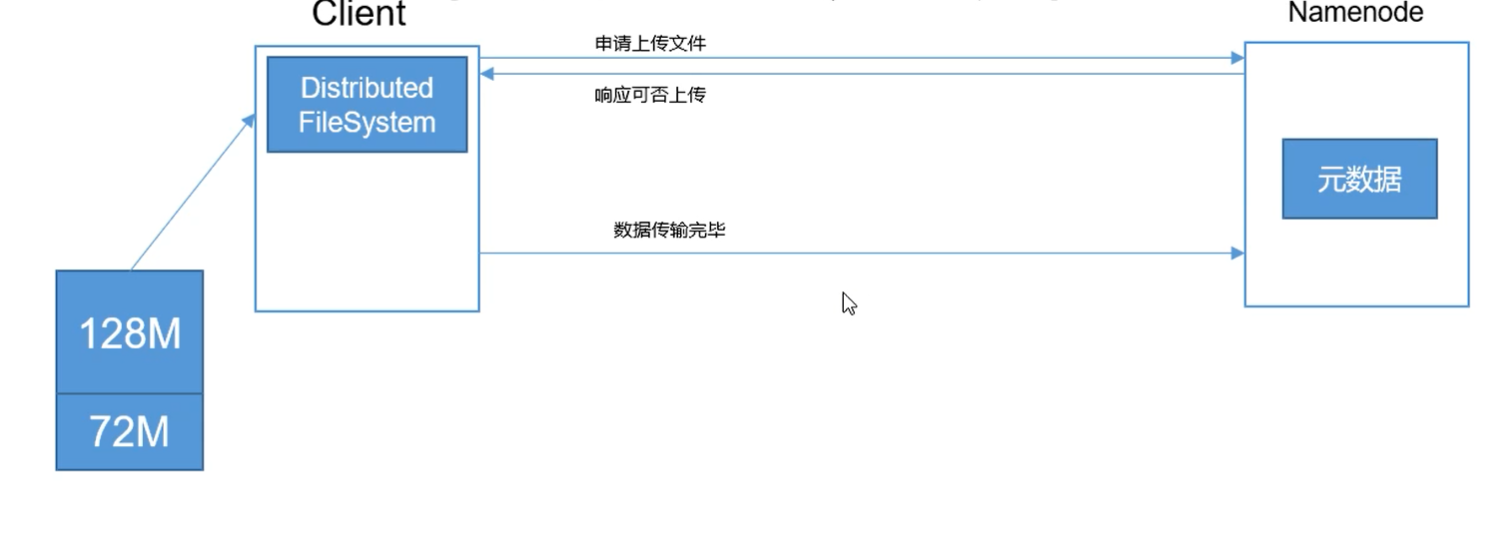 Client
Namenode
申请上传文件
Distributed
FileSystem
响应可否上传
元数据
数据传输完毕
128M
72M